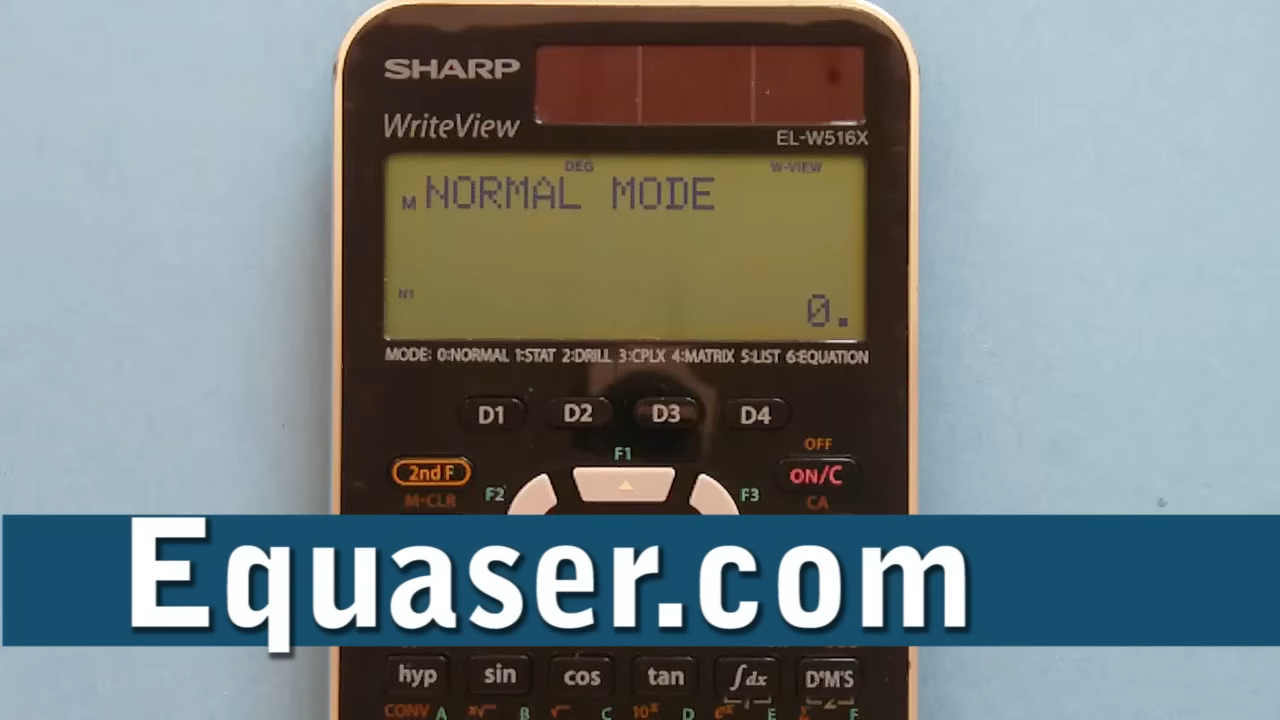 SHARP
WriteView
EL-W516X
DEG W-VIEW
M NORMAL MODE
N1
0.
MODE: 0:NORMAL 1:STAT 2:DRILL 3:CPLX 4:MATRIX 5:LIST 6:EQUATION
D1 D2 D3 D4
F1
OFF
2nd F
ON/C
M-CLR F2 F3 CA
Equaser.com
hyp sin cos tan ∫dx D°M'S
CONV A B C 10ˣ D eˣ E F